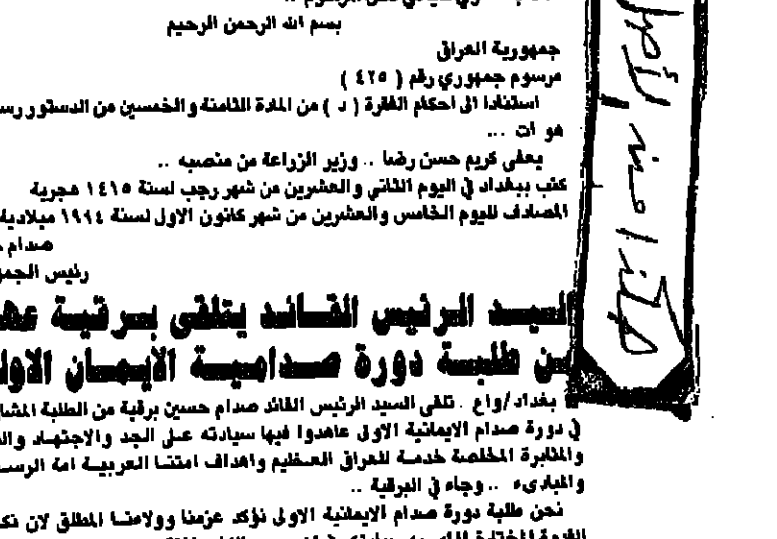 بسم الله الرحمن الرحيم
جمهورية العراق
مرسوم جمهوري رقم ( ٤٢٥ )
استنادا الى احكام الفقرة ( د ) من المادة الثامنة والخمسين من الدستور
هو ات ...
يعفى كريم حسن رضا .. وزير الزراعة من منصبه ..
كتب ببغداد في اليوم الثاني والعشرين من شهر رجب لسنة ١٤١٥ هجرية
المصادف لليوم الخامس والعشرين من شهر كانون الاول لسنة ١٩٩٤ ميلادية
صدام
رئيس
السيد الرئيس القائد يتلقى برقية
من طلبة دورة صدامية الايمان
بغداد /واع . تلقى السيد الرئيس القائد صدام حسين برقية من الطلبة
في دورة صدام الايمانية الاولى عاهدوا فيها سيادته على الجد والاجتهاد
والمثابرة المخلصة خدمة للعراق العظيم واهداف امتنا العربية امة
والمبادىء .. وجاء في البرقية ..
نحن طلبة دورة صدام الايمانية الاولى نؤكد عزمنا وولاءنا المطلق لان